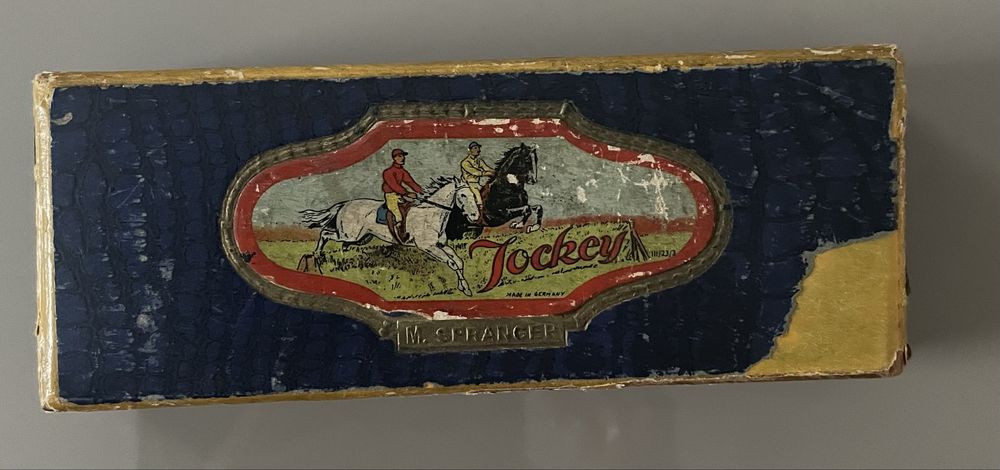 Jockey
MADE IN GERMANY
M. SPRANGER